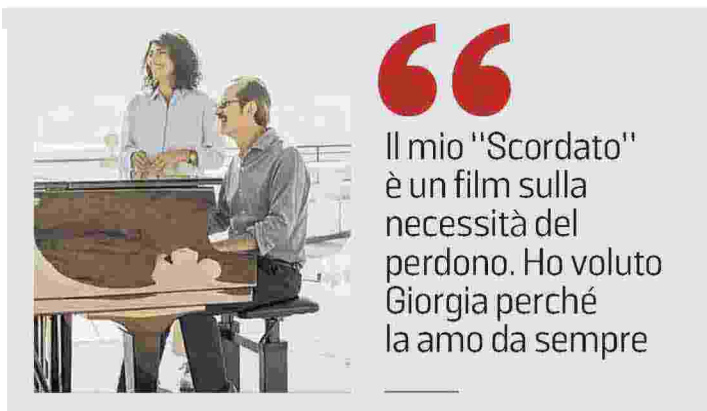 “
Il mio "Scordato"
è un film sulla
necessità del
perdono. Ho voluto
Giorgia perché
la amo da sempre